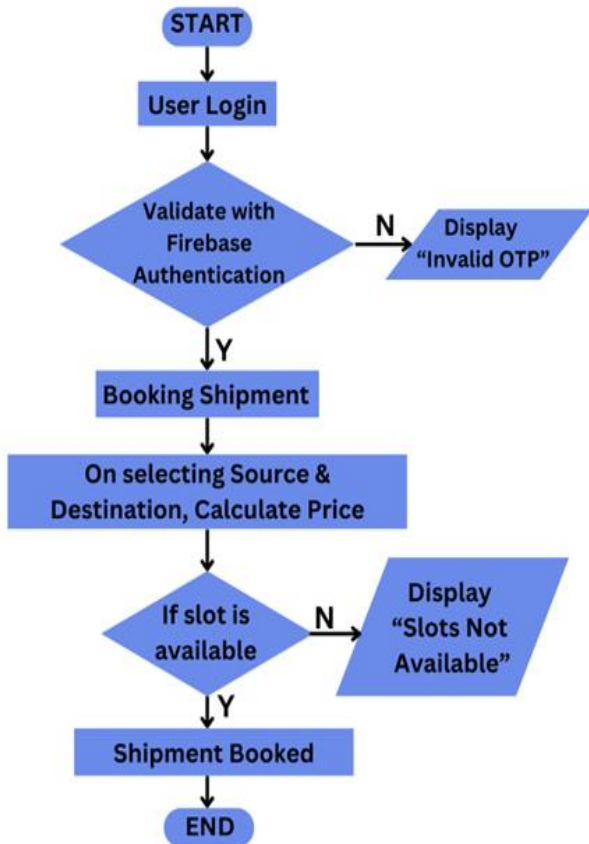 START
User Login
Validate with
Firebase
Authentication
N
Display
“Invalid OTP”
Y
Booking Shipment
On selecting Source &
Destination, Calculate Price
If slot is
available
N
Display
“Slots Not
Available”
Y
Shipment Booked
END